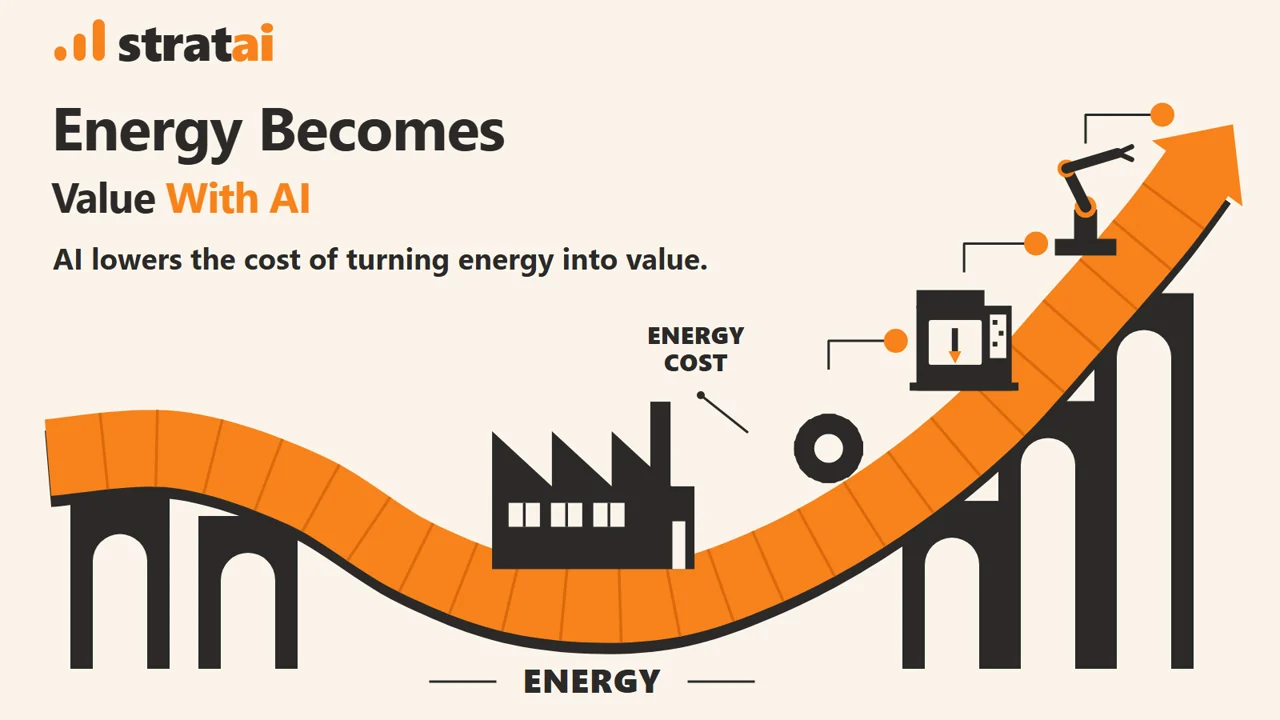 stratai
Energy Becomes
Value With AI
AI lowers the cost of turning energy into value.
ENERGY
COST
ENERGY